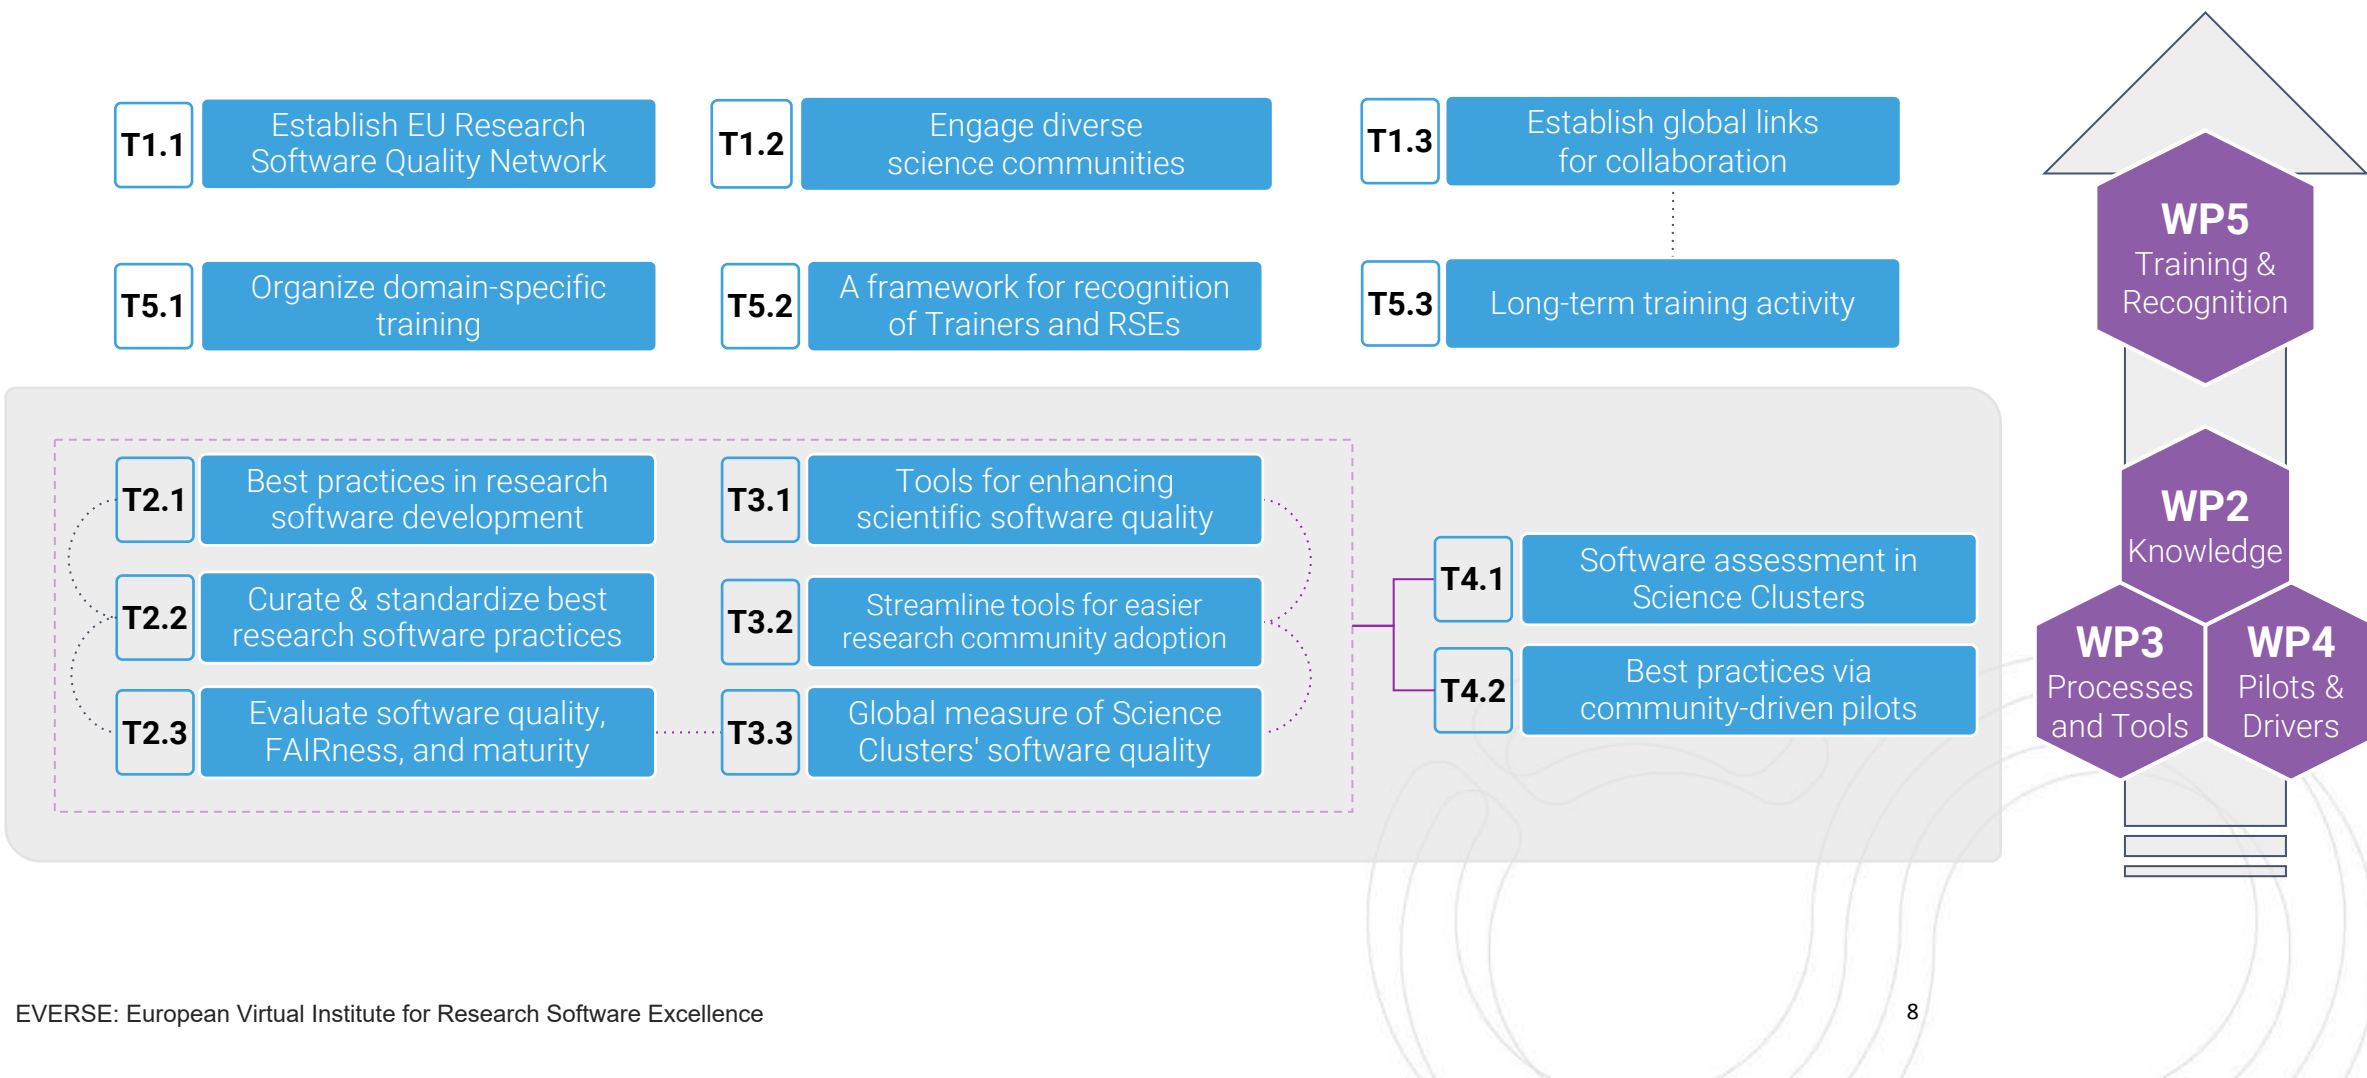 T1.1
Establish EU Research
Software Quality Network
T1.2
Engage diverse
science communities
T1.3
Establish global links
for collaboration
T5.1
Organize domain-specific
training
T5.2
A framework for recognition
of Trainers and RSEs
T5.3
Long-term training activity
T2.1
Best practices in research
software development
T3.1
Tools for enhancing
scientific software quality
T2.2
Curate & standardize best
research software practices
T3.2
Streamline tools for easier
research community adoption
T2.3
Evaluate software quality,
FAIRness, and maturity
T3.3
Global measure of Science
Clusters' software quality
T4.1
Software assessment in
Science Clusters
T4.2
Best practices via
community-driven pilots
WP5
Training &
Recognition
WP2
Knowledge
WP3
Processes
and Tools
WP4
Pilots &
Drivers
EVERSE: European Virtual Institute for Research Software Excellence
8